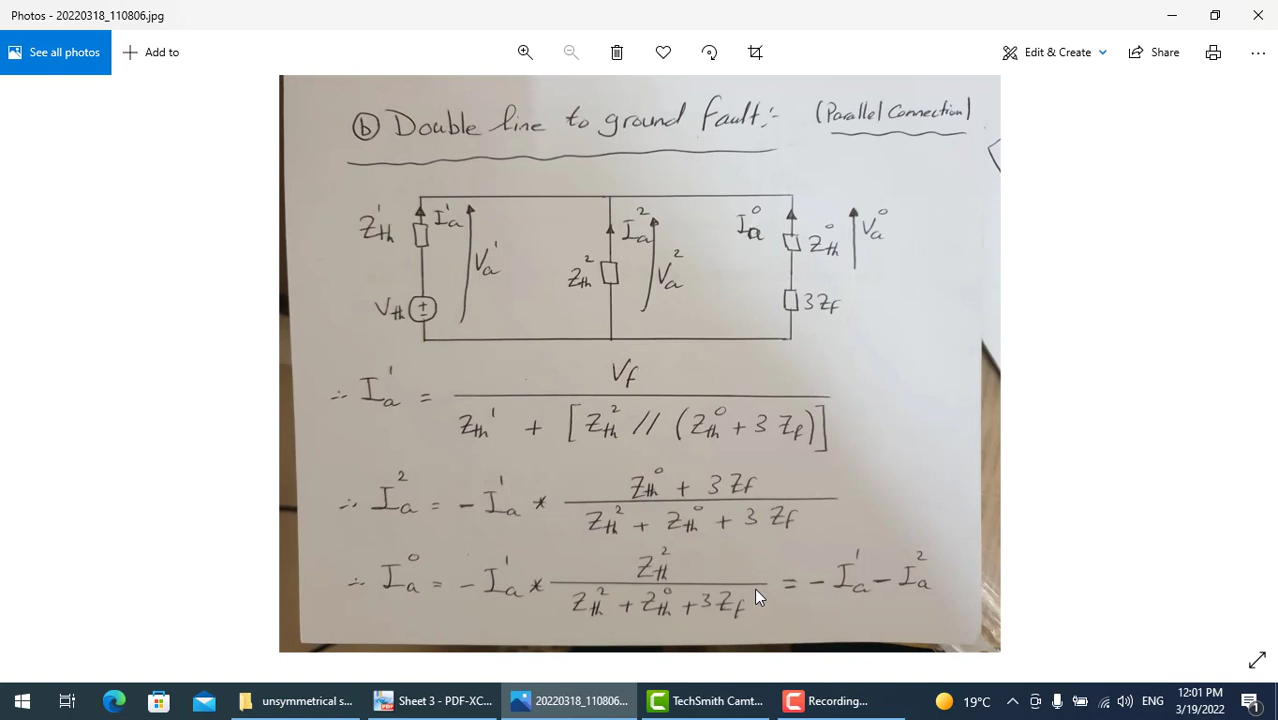 Photos - 20220318_110806.jpg
See all photos
Add to
Edit & Create
Share
ⓑ Double line to ground fault :- (Parallel Connection)
Z¹th I¹a V¹a I²a I⁰a V⁰a
Z²th V²a Z⁰th
Vth 3Zf
∴ I¹a = Vf / Z¹th + [Z²th // (Z⁰th + 3 Zf)]
∴ I²a = - I¹a * Z⁰th + 3 Zf / Z²th + Z⁰th + 3 Zf
∴ I⁰a = - I¹a * Z²th / Z²th + Z⁰th + 3 Zf = - I¹a - I²a
unsymmetrical s...
Sheet 3 - PDF-XC...
20220318_110806...
TechSmith Camt...
Recording...
19°C
ENG
12:01 PM
3/19/2022
1